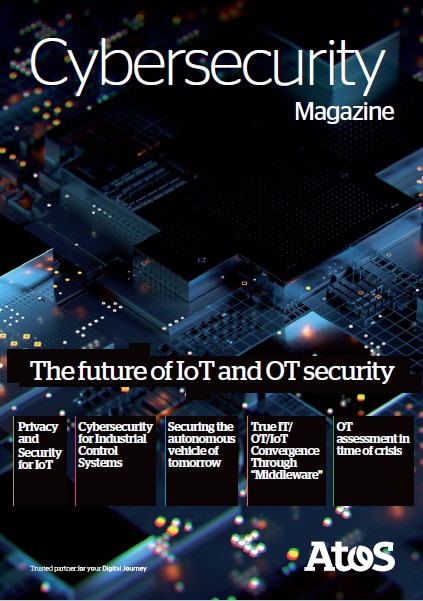 Cybersecurity
Magazine
The future of IoT and OT security
Privacy
and
Security
for IoT
Cybersecurity
for Industrial
Control
Systems
Securing the
autonomous
vehicle of
tomorrow
True IT/
OT/IoT
Convergence
Through
“Middleware”
OT
assessment in
time of crisis
Trusted partner for your Digital Journey
Atos